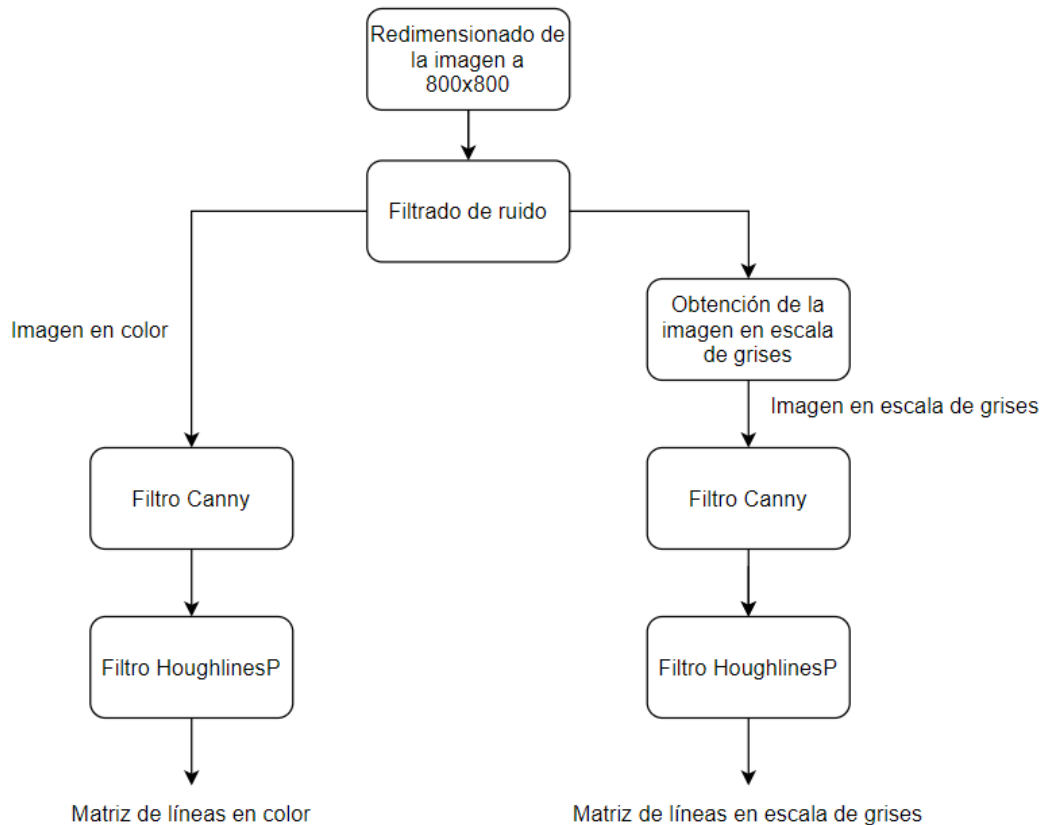 Redimensionado de
la imagen a
800x800
Filtrado de ruido
Imagen en color
Obtención de la
imagen en escala
de grises
Imagen en escala de grises
Filtro Canny
Filtro Canny
Filtro HoughlinesP
Filtro HoughlinesP
Matriz de líneas en color
Matriz de líneas en escala de grises